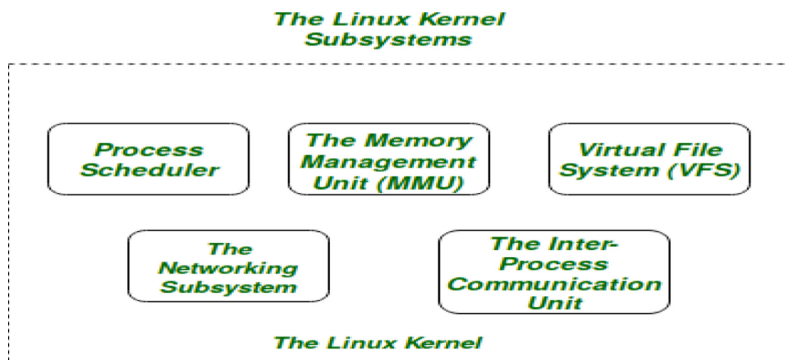 The Linux Kernel
Subsystems
Process
Scheduler
The Memory
Management
Unit (MMU)
Virtual File
System (VFS)
The
Networking
Subsystem
The Inter-
Process
Communication
Unit
The Linux Kernel